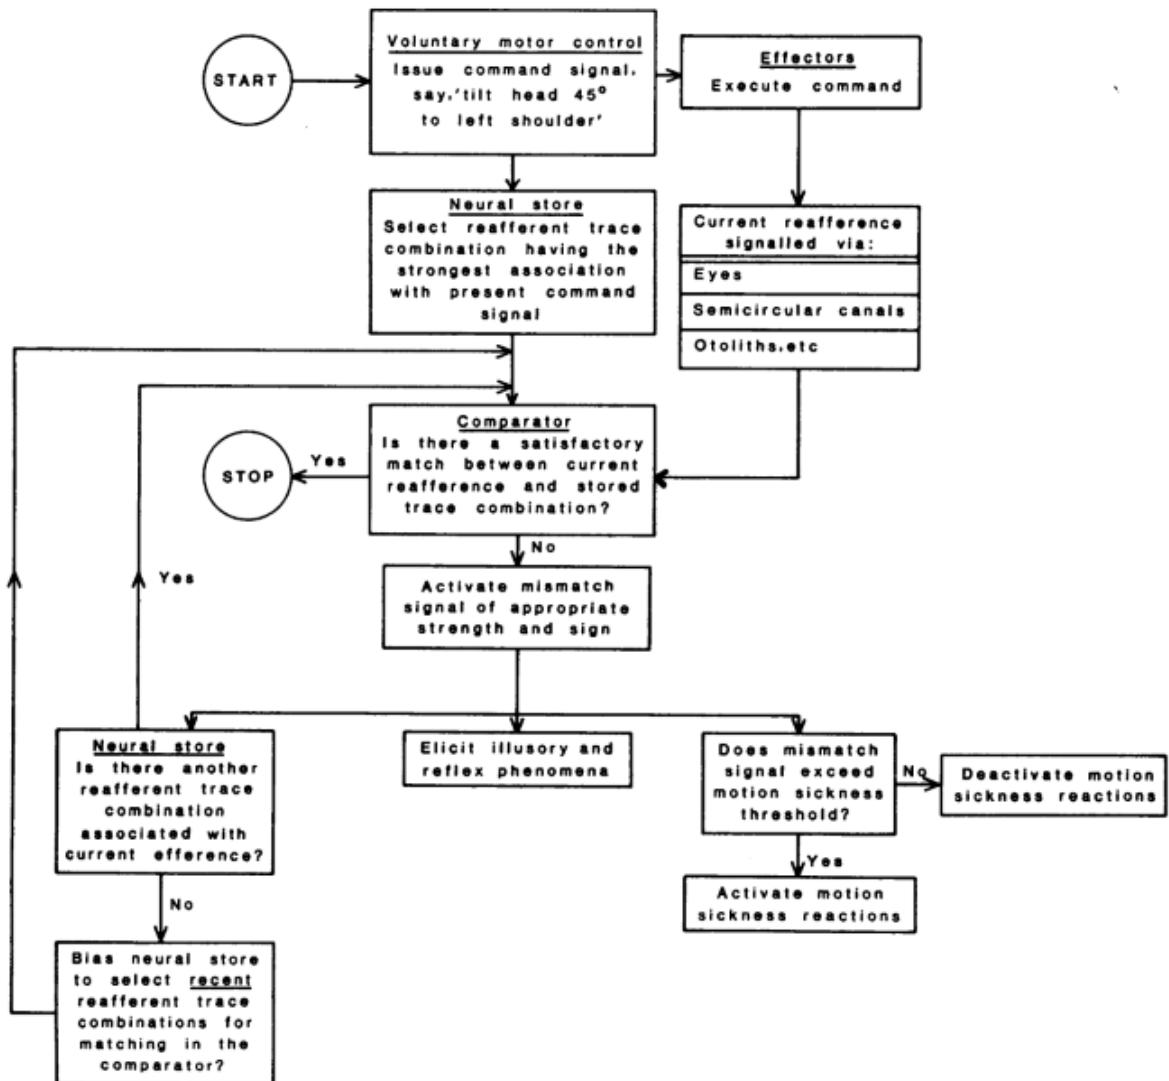 START
Voluntary motor control
Issue command signal,
say,'tilt head 45°
to left shoulder'
Effectors
Execute command
Neural store
Select reafferent trace
combination having the
strongest association
with present command
signal
Current reafference
signalled via:
Eyes
Semicircular canals
Otoliths.etc
Comparator
Is there a satisfactory
match between current
reafference and stored
trace combination?
Yes
STOP
No
Yes
Activate mismatch
signal of appropriate
strength and sign
Neural store
Is there another
reafferent trace
combination
associated with
current efference?
Elicit illusory and
reflex phenomena
Does mismatch
signal exceed
motion sickness
threshold?
No
Deactivate motion
sickness reactions
Yes
Activate motion
sickness reactions
No
Bias neural store
to select recent
reafferent trace
combinations for
matching in the
comparator?